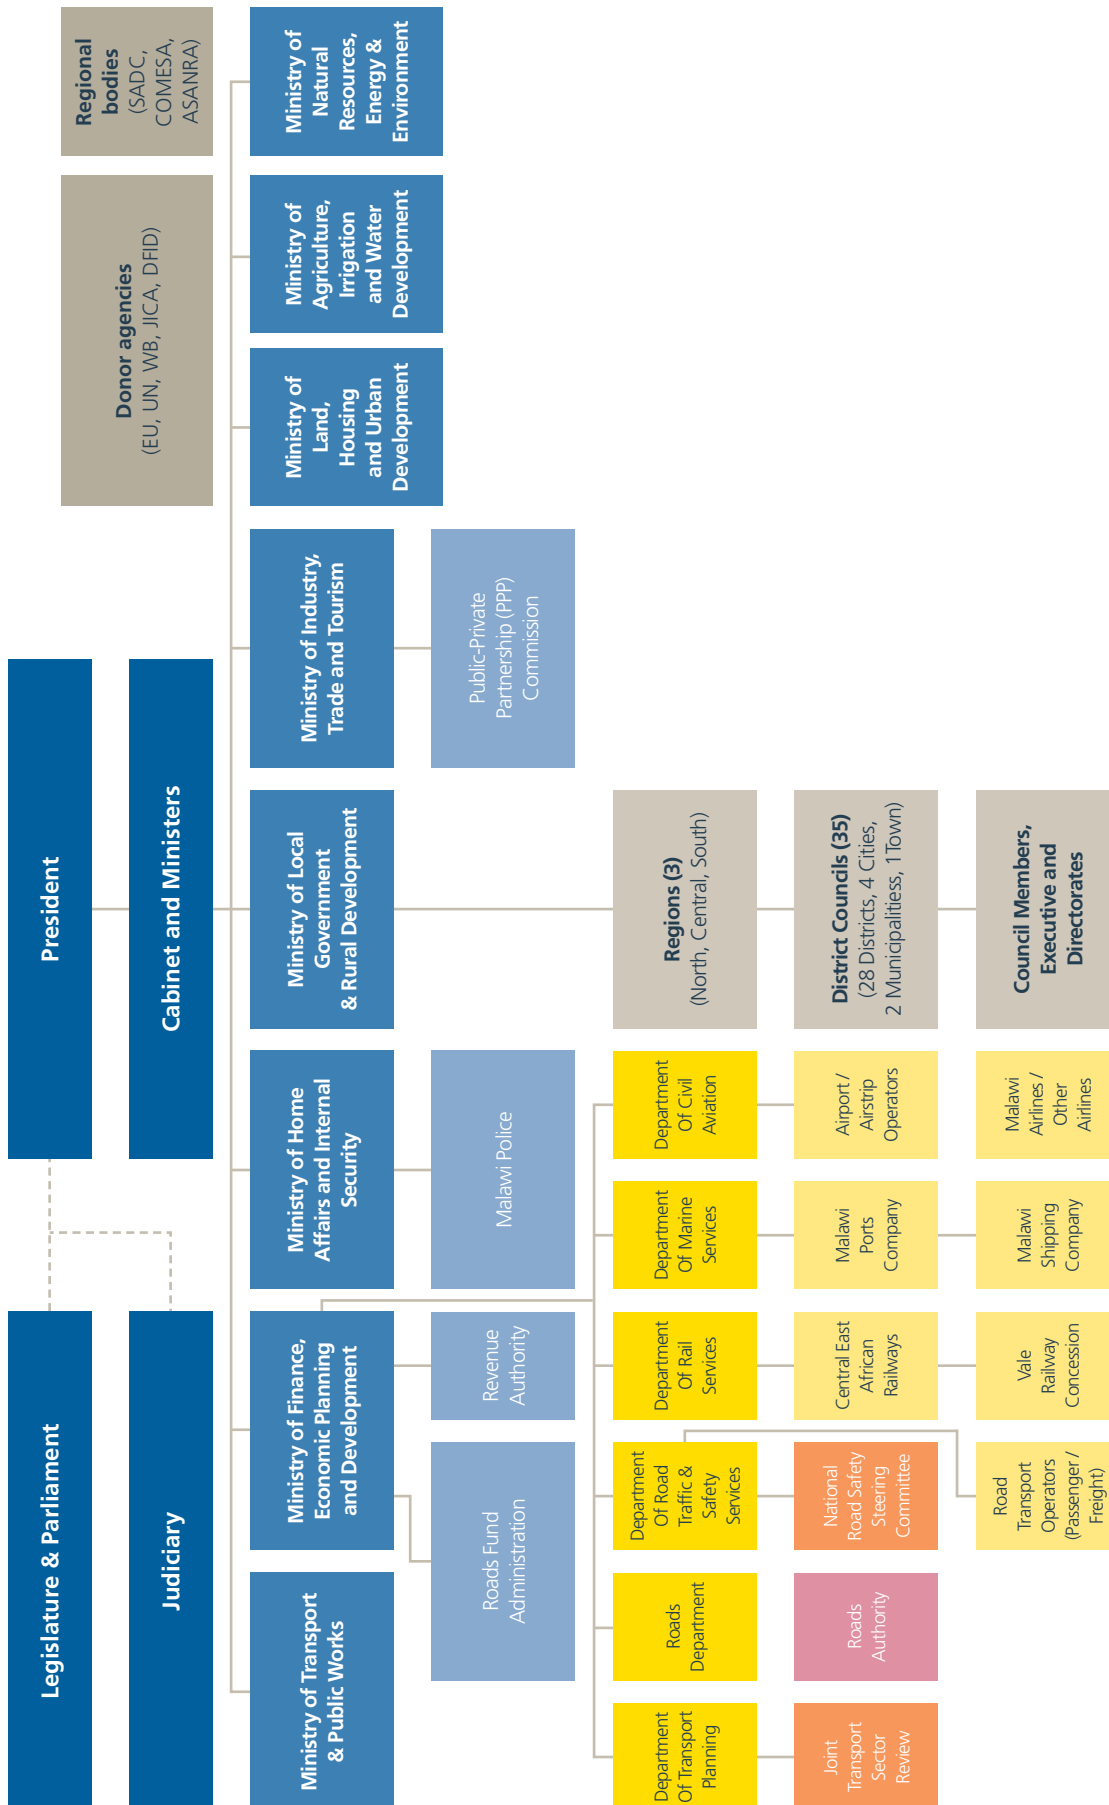 Legislature & Parliament
President
Judiciary
Cabinet and Ministers
Donor agencies
(EU, UN, WB, JICA, DFID)
Regional
bodies
(SADC,
COMESA,
ASANRA)
Ministry of Transport
& Public Works
Ministry of Finance,
Economic Planning
and Development
Ministry of Home
Affairs and Internal
Security
Ministry of Local
Government
& Rural Development
Ministry of Industry,
Trade and Tourism
Ministry of
Land,
Housing
and Urban
Development
Ministry of
Agriculture,
Irrigation
and Water
Development
Ministry of
Natural
Resources,
Energy &
Environment
Roads Fund
Administration
Revenue
Authority
Malawi Police
Public-Private
Partnership (PPP)
Commission
Department
Of Transport
Planning
Roads
Department
Department
Of Road
Traffic &
Safety
Services
Department
Of Rail
Services
Department
Of Marine
Services
Department
Of Civil
Aviation
Regions (3)
(North, Central, South)
Joint
Transport
Sector
Review
Roads
Authority
National
Road Safety
Steering
Committee
Central East
African
Railways
Malawi
Ports
Company
Airport /
Airstrip
Operators
District Councils (35)
(28 Districts, 4 Cities,
2 Municipalitiess, 1Town)
Road
Transport
Operators
(Passenger /
Freight)
Vale
Railway
Concession
Malawi
Shipping
Company
Malawi
Airlines /
Other
Airlines
Council Members,
Executive and
Directorates